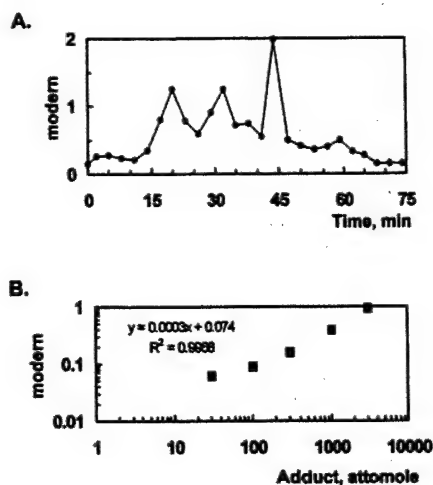 A.
2
1
0
modern
0 15 30 45 60 75
Time, min
B.
1
0.1
0.01
modern
y = 0.0003x + 0.074
R² = 0.9968
1 10 100 1000 10000
Adduct, attomole